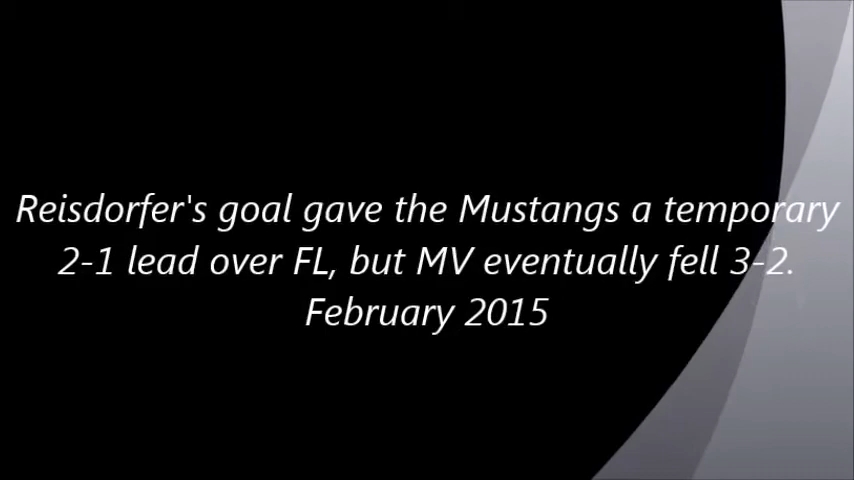 Reisdorfer's goal gave the Mustangs a temporary
2-1 lead over FL, but MV eventually fell 3-2.
February 2015